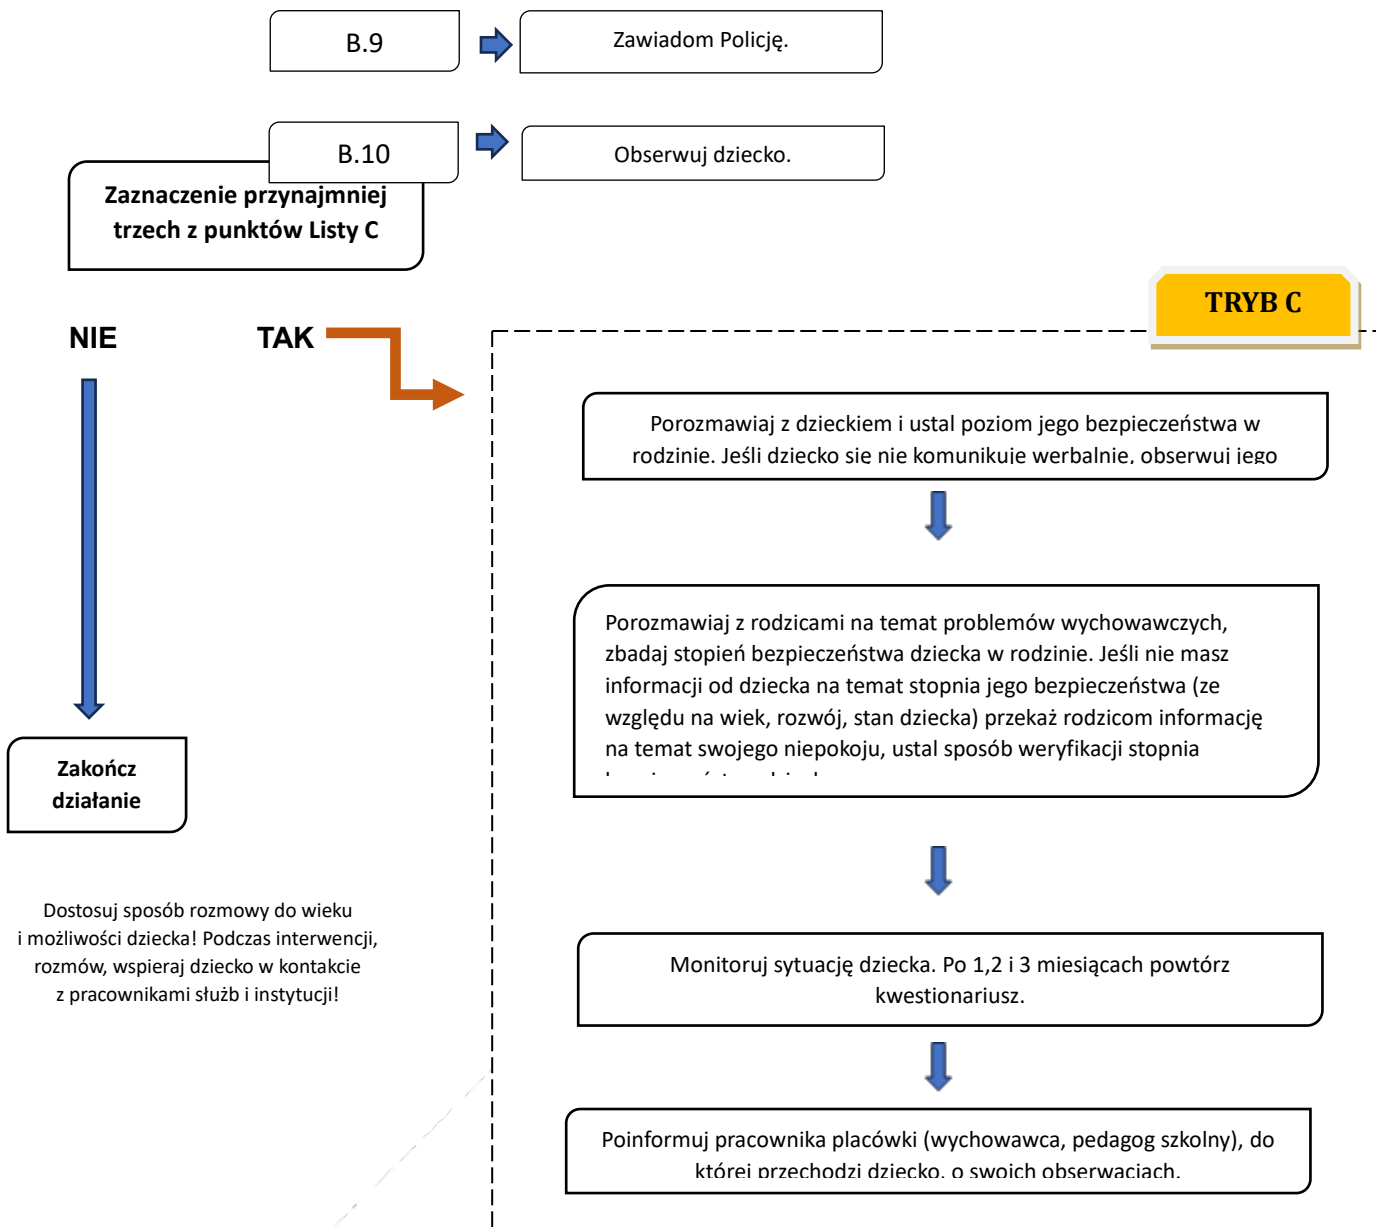 B.9
Zawiadom Policję.
B.10
Obserwuj dziecko.
Zaznaczenie przynajmniej
trzech z punktów Listy C
TRYB C
NIE
TAK
Porozmawiaj z dzieckiem i ustal poziom jego bezpieczeństwa w
rodzinie. Jeśli dziecko się nie komunikuje werbalnie, obserwuj jego
Porozmawiaj z rodzicami na temat problemów wychowawczych,
zbadaj stopień bezpieczeństwa dziecka w rodzinie. Jeśli nie masz
informacji od dziecka na temat stopnia jego bezpieczeństwa (ze
względu na wiek, rozwój, stan dziecka) przekaż rodzicom informację
na temat swojego niepokoju, ustal sposób weryfikacji stopnia
Zakończ
działanie
Dostosuj sposób rozmowy do wieku
i możliwości dziecka! Podczas interwencji,
rozmów, wspieraj dziecko w kontakcie
z pracownikami służb i instytucji!
Monitoruj sytuację dziecka. Po 1,2 i 3 miesiącach powtórz
kwestionariusz.
Poinformuj pracownika placówki (wychowawca, pedagog szkolny), do
której przechodzi dziecko, o swoich obserwacjach.